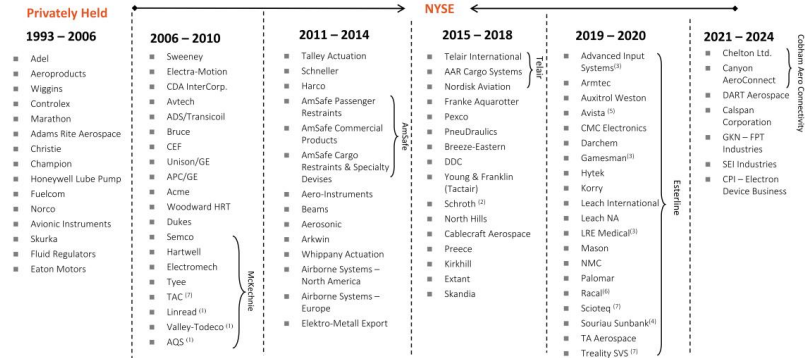 Privately Held
NYSE
1993 – 2006
Adel
Aeroproducts
Wiggins
Controlex
Marathon
Adams Rite Aerospace
Christie
Champion
Honeywell Lube Pump
Fuelcom
Norco
Avionic Instruments
Skurka
Fluid Regulators
Eaton Motors
2006 – 2010
Sweeney
Electra-Motion
CDA InterCorp.
Avtech
ADS/Transicoil
Bruce
CEF
Unison/GE
APC/GE
Acme
Woodward HRT
Dukes
Semco
Hartwell
Electromech
Tyee
TAC (7)
Linread (1)
Valley-Todeco (1)
AQS (1)
McKechnie
2011 – 2014
Talley Actuation
Schneller
Harco
AmSafe Passenger
Restraints
AmSafe Commercial
Products
AmSafe Cargo
Restraints & Specialty
Devises
AmSafe
Aero-Instruments
Beams
Aerosonic
Arkwin
Whippany Actuation
Airborne Systems –
North America
Airborne Systems –
Europe
Elektro-Metall Export
2015 – 2018
Telair International
AAR Cargo Systems
Nordisk Aviation
Telair
Franke Aquarotter
Pexco
PneuDraulics
Breeze-Eastern
DDC
Young & Franklin
(Tactair)
Schroth (2)
North Hills
Cablecraft Aerospace
Preece
Kirkhill
Extant
Skandia
2019 – 2020
Advanced Input
Systems(3)
Armtec
Auxitrol Weston
Avista (5)
CMC Electronics
Darchem
Gamesman(3)
Hytek
Korry
Leach International
Leach NA
LRE Medical(3)
Mason
NMC
Palomar
Racal(6)
Scioteq (7)
Souriau Sunbank(4)
TA Aerospace
Treality SVS (7)
Esterline
2021 – 2024
Chelton Ltd.
Canyon
AeroConnect
Cobham Aero Connectivity
DART Aerospace
Calspan
Corporation
GKN – FPT
Industries
SEI Industries
CPI – Electron
Device Business